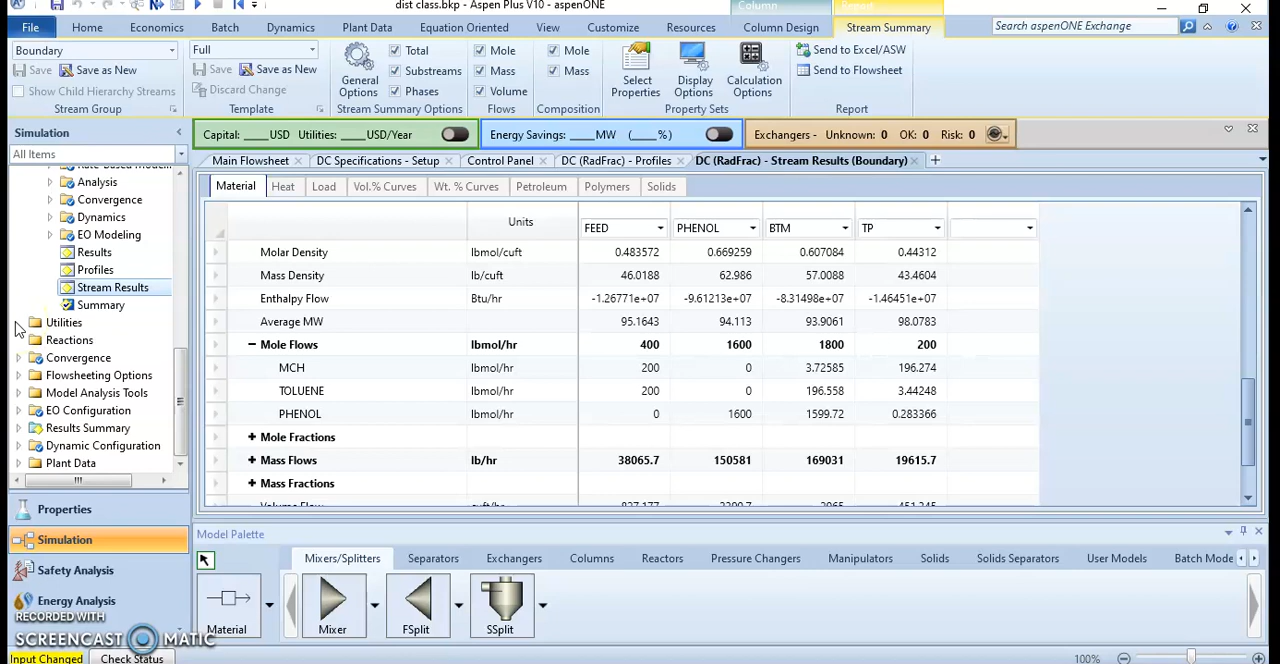 dist class.bkp - Aspen Plus V10 - aspenONE
Column
File Home Economics Batch Dynamics Plant Data Equation Oriented View Customize Resources Column Design Stream Summary Search aspenONE Exchange
Boundary Full Total Mole Mole Send to Excel/ASW
Save Save as New Save Save as New Substreams Mass Mass Send to Flowsheet
Show Child Hierarchy Streams Discard Change General Options Phases Volume Select Properties Display Options Calculation Options
Stream Group Template Stream Summary Options Flows Composition Property Sets Report
Simulation Capital: ____USD Utilities: ____USD/Year Energy Savings: ____MW (____%) Exchangers - Unknown: 0 OK: 0 Risk: 0
All Items Main Flowsheet DC Specifications - Setup Control Panel DC (RadFrac) - Profiles DC (RadFrac) - Stream Results (Boundary)
Analysis
Convergence
Dynamics
EO Modeling
Results
Profiles
Stream Results
Summary
Utilities
Reactions
Convergence
Flowsheeting Options
Model Analysis Tools
EO Configuration
Results Summary
Dynamic Configuration
Plant Data
Material Heat Load Vol.% Curves Wt. % Curves Petroleum Polymers Solids
Units FEED PHENOL BTM TP
Molar Density lbmol/cuft 0.483572 0.669259 0.607084 0.44312
Mass Density lb/cuft 46.0188 62.986 57.0088 43.4604
Enthalpy Flow Btu/hr -1.26771e+07 -9.61213e+07 -8.31498e+07 -1.46451e+07
Average MW 95.1643 94.113 93.9061 98.0783
Mole Flows lbmol/hr 400 1600 1800 200
MCH lbmol/hr 200 0 3.72585 196.274
TOLUENE lbmol/hr 200 0 196.558 3.44248
PHENOL lbmol/hr 0 1600 1599.72 0.283366
Mole Fractions
Mass Flows lb/hr 38065.7 150581 169031 19615.7
Mass Fractions
Properties
Simulation
Safety Analysis
Energy Analysis
Model Palette
Mixers/Splitters Separators Exchangers Columns Reactors Pressure Changers Manipulators Solids Solids Separators User Models Batch Mode
Material Mixer FSplit SSplit
RECORDED WITH
SCREENCAST MATIC
Input Changed Check Status 100%